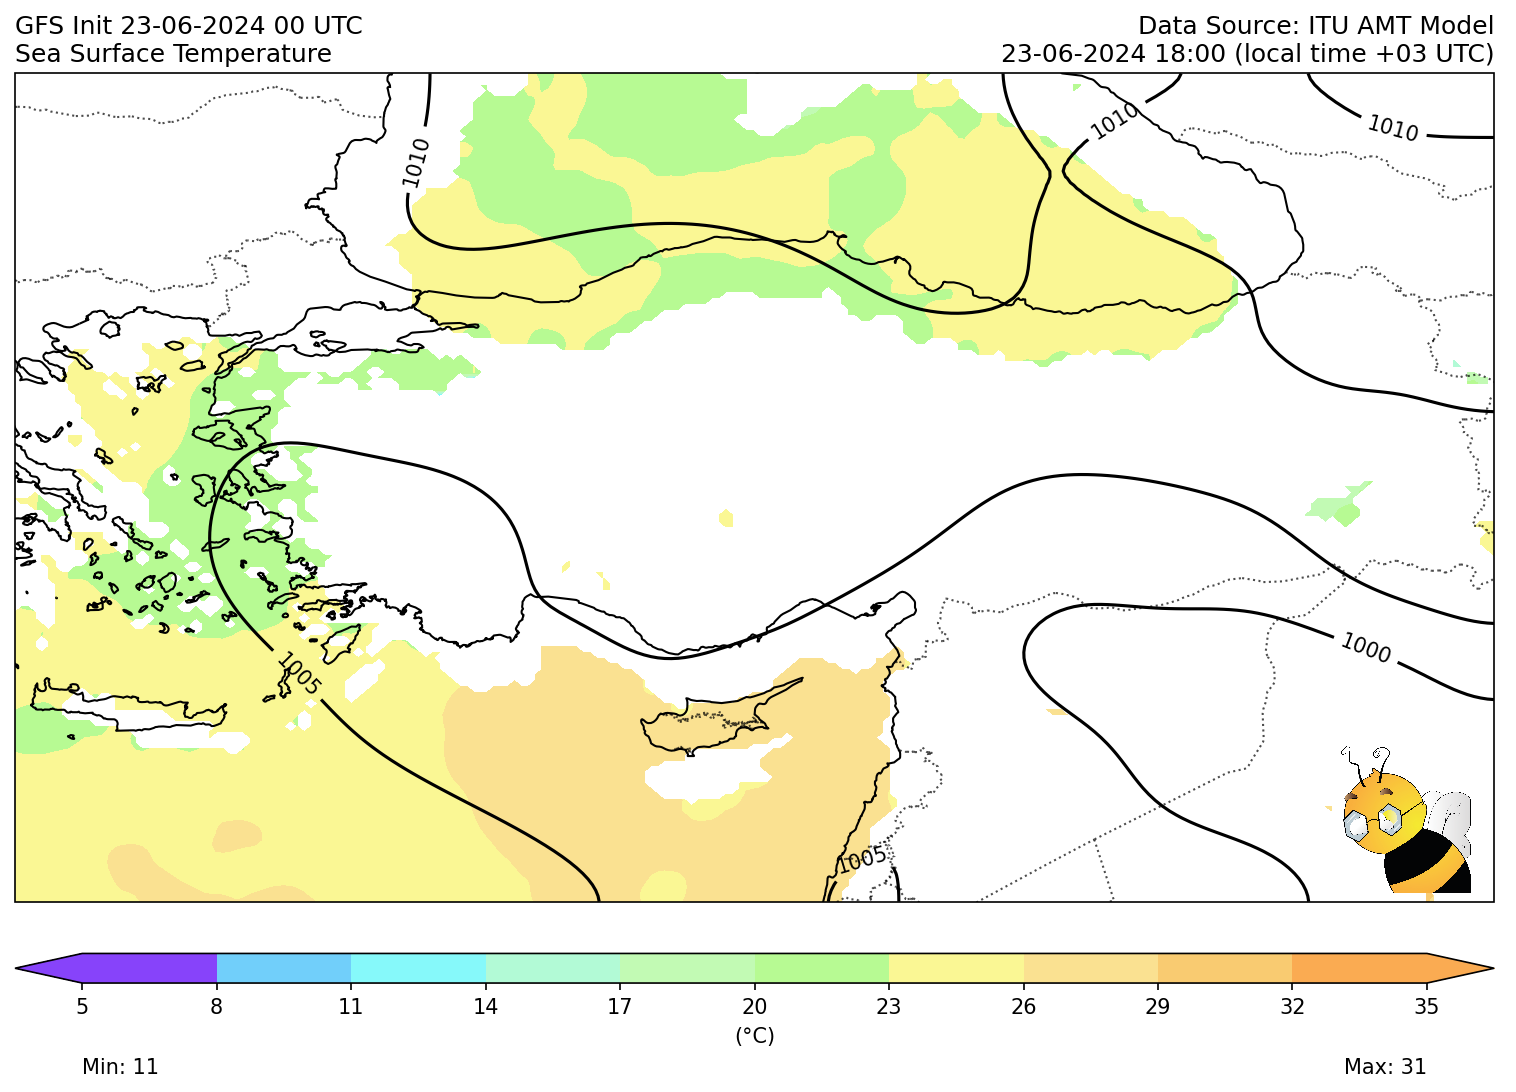 GFS Init 23-06-2024 00 UTC
Data Source: ITU AMT Model
Sea Surface Temperature
23-06-2024 18:00 (local time +03 UTC)
1010
1010
1010
1005
1000
1005
5 8 11 14 17 20 23 26 29 32 35
(°C)
Min: 11
Max: 31